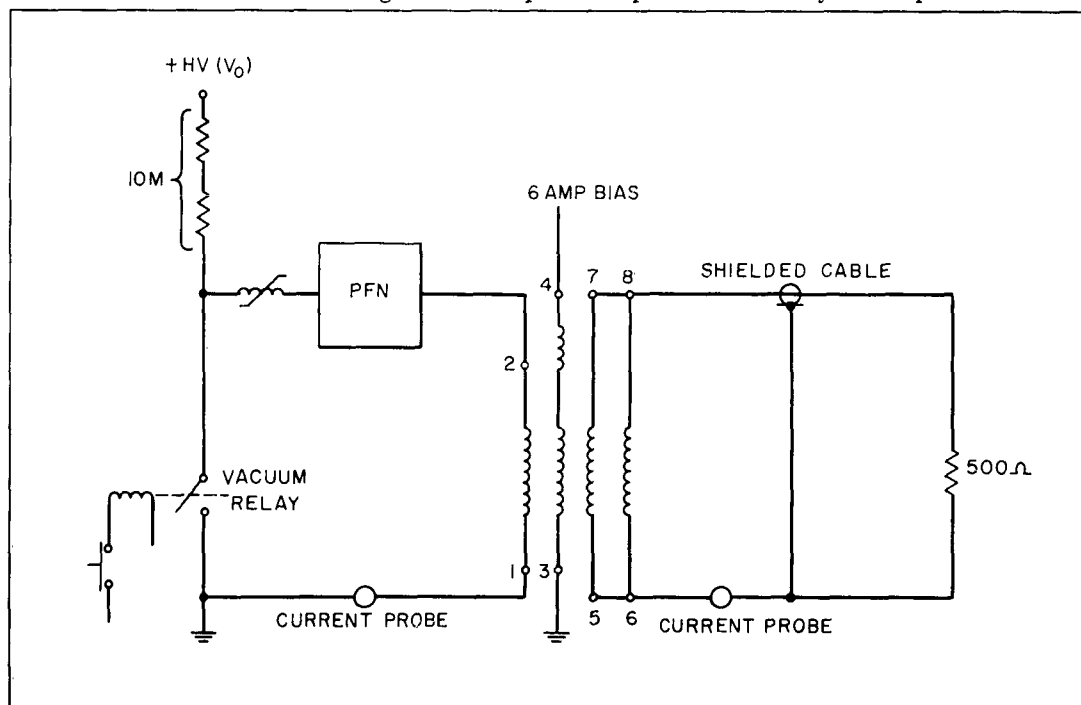 + HV (V₀)
10M
6 AMP BIAS
PFN
4
7
8
SHIELDED CABLE
2
500Ω
VACUUM
RELAY
1
3
CURRENT PROBE
5
6
CURRENT PROBE